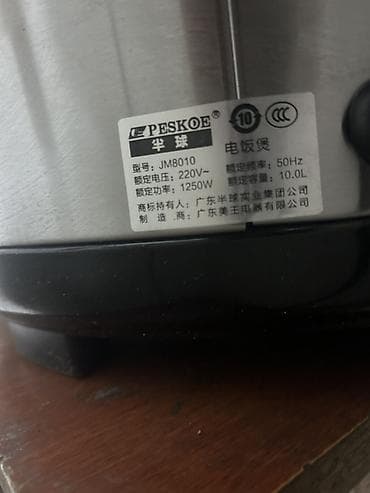 PESKOE®
半球
10
CCC
电饭煲
型号：JM8010
额定电压：220V~ 额定频率：50Hz
额定功率：1250W 额定容量：10.0L
商标持有人：广东半球实业集团公司
制造商：广东美王电器有限公司